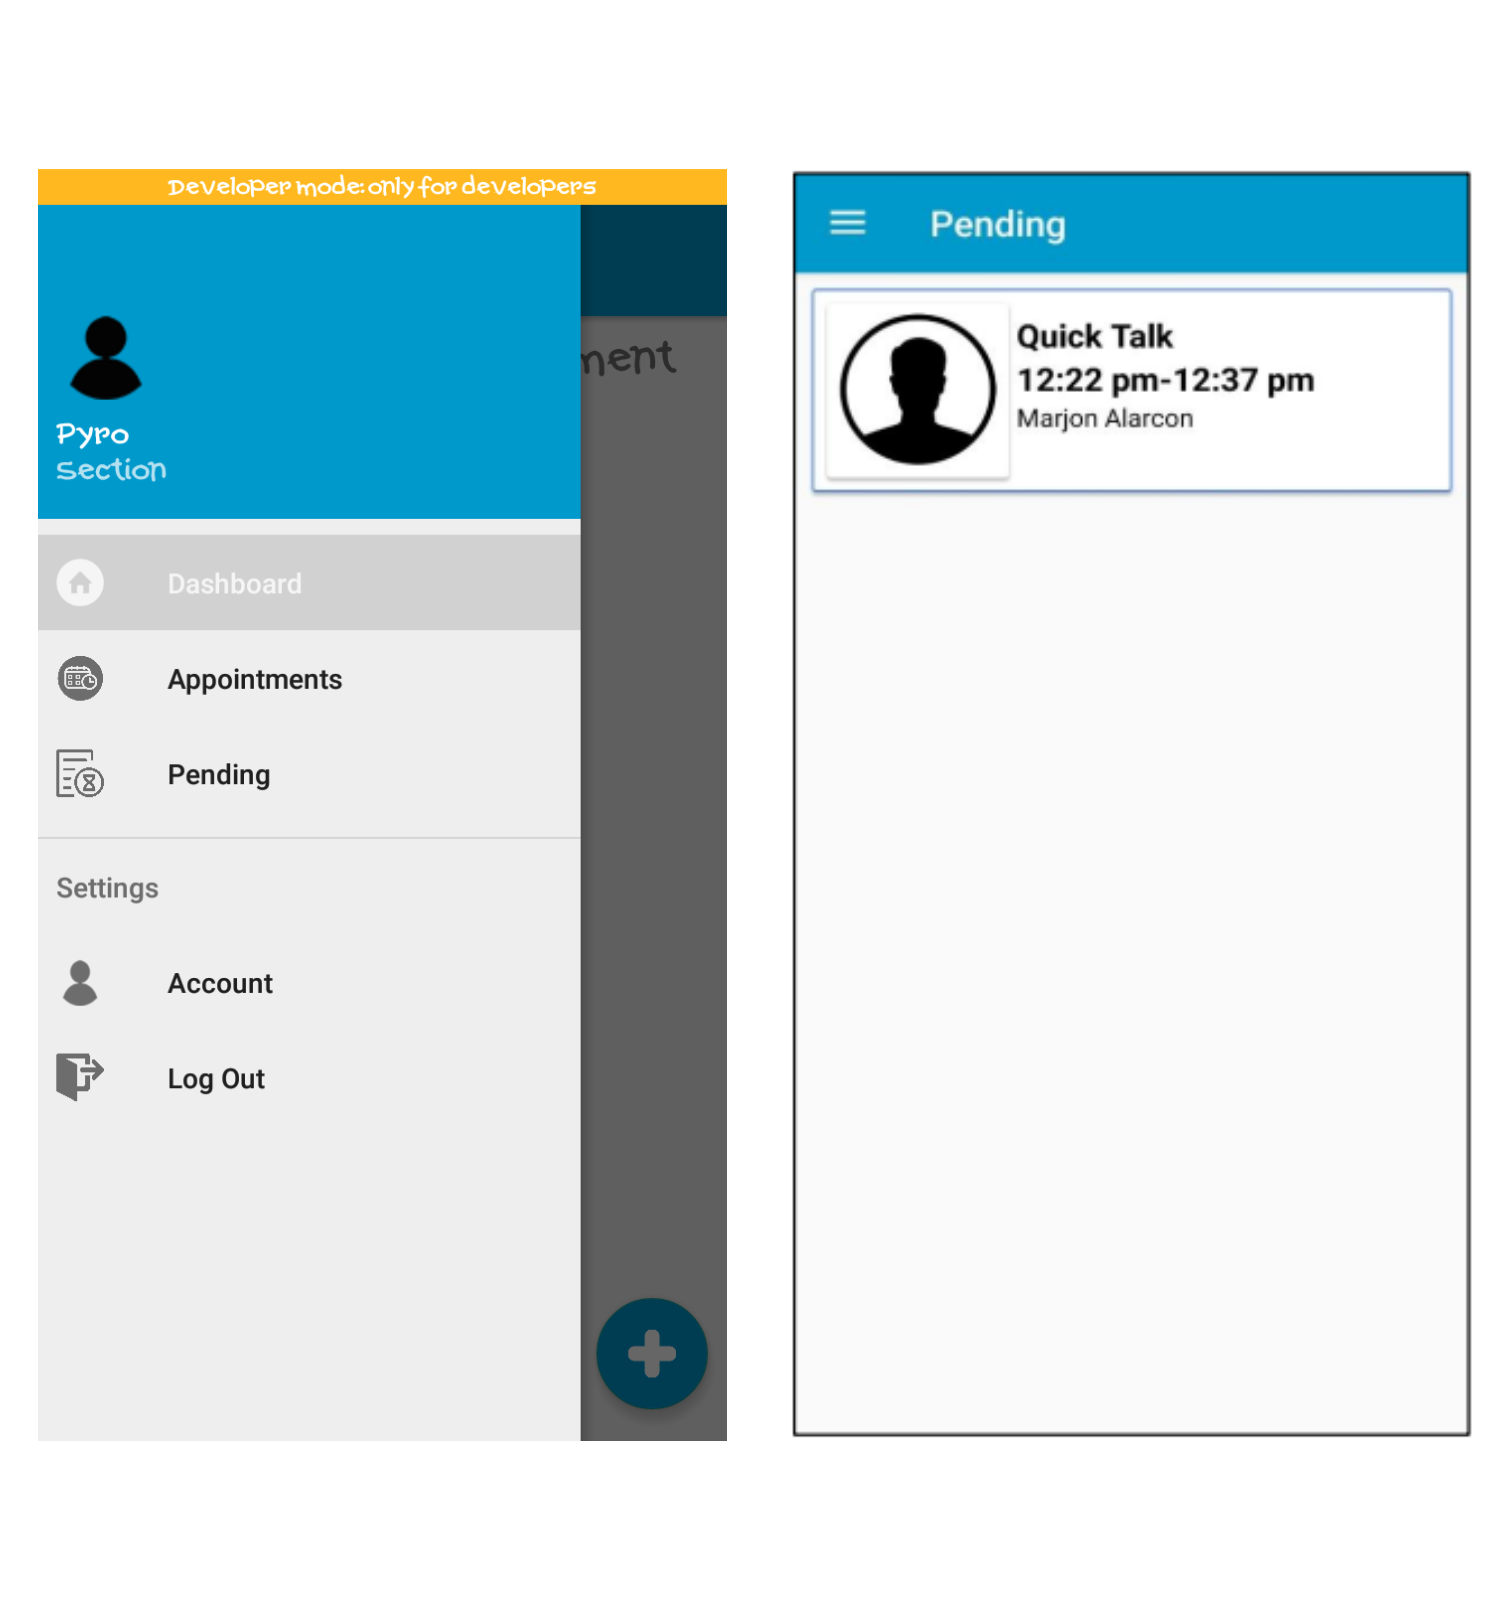 Developer mode: only for developers
ment
Pyro
Section
Dashboard
Appointments
Pending
Settings
Account
Log Out
Pending
Quick Talk
12:22 pm-12:37 pm
Marjon Alarcon